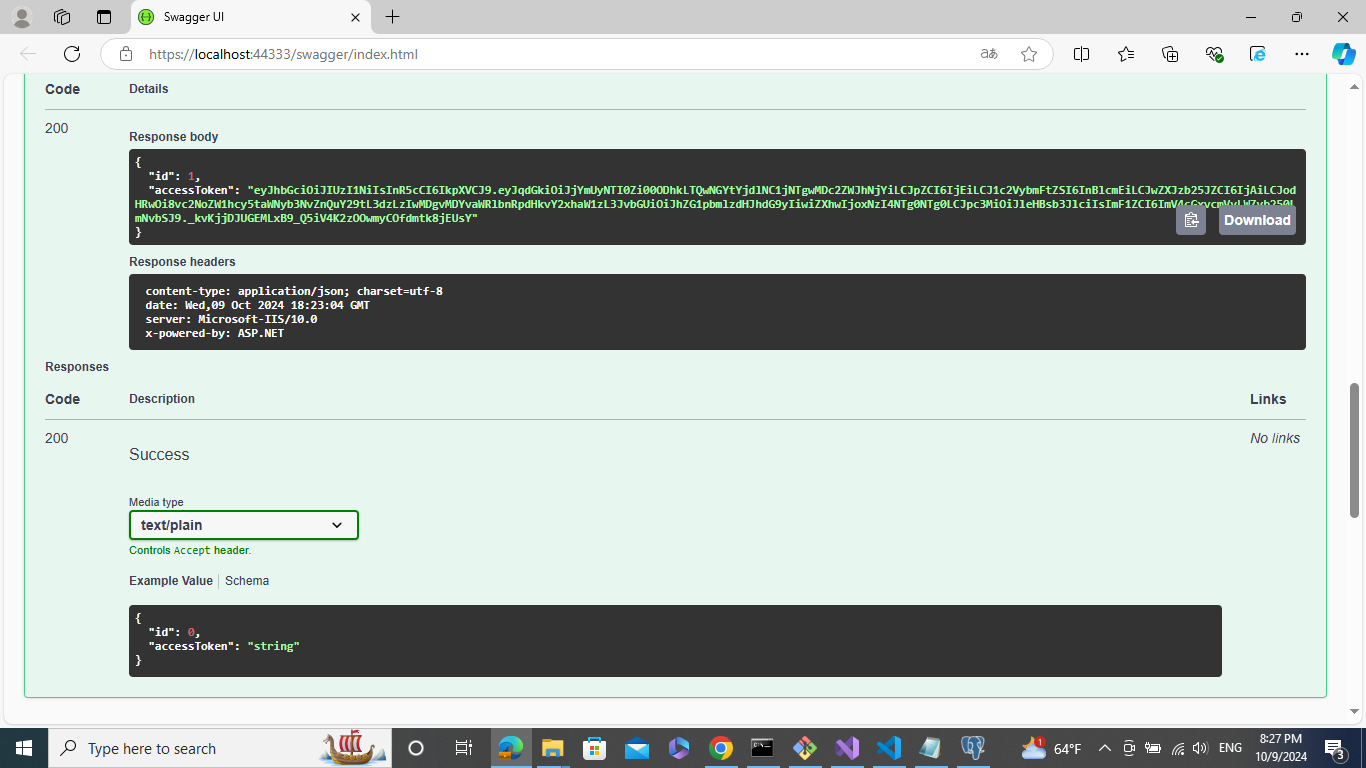 Swagger UI
https://localhost:44333/swagger/index.html
Code Details
200
Response body
{
"id": 1,
"accessToken": "eyJhbGciOiJIUzI1NiIsInR5cCI6IkpXVCJ9.
}
Download
Response headers
content-type: application/json; charset=utf-8
date: Wed,09 Oct 2024 18:23:04 GMT
server: Microsoft-IIS/10.0
x-powered-by: ASP.NET
Responses
Code Description Links
200
Success
No links
Media type
text/plain
Controls Accept header.
Example Value Schema
{
"id": 0,
"accessToken": "string"
}
Type here to search
1
64°F
ENG
8:27 PM
10/9/2024
3